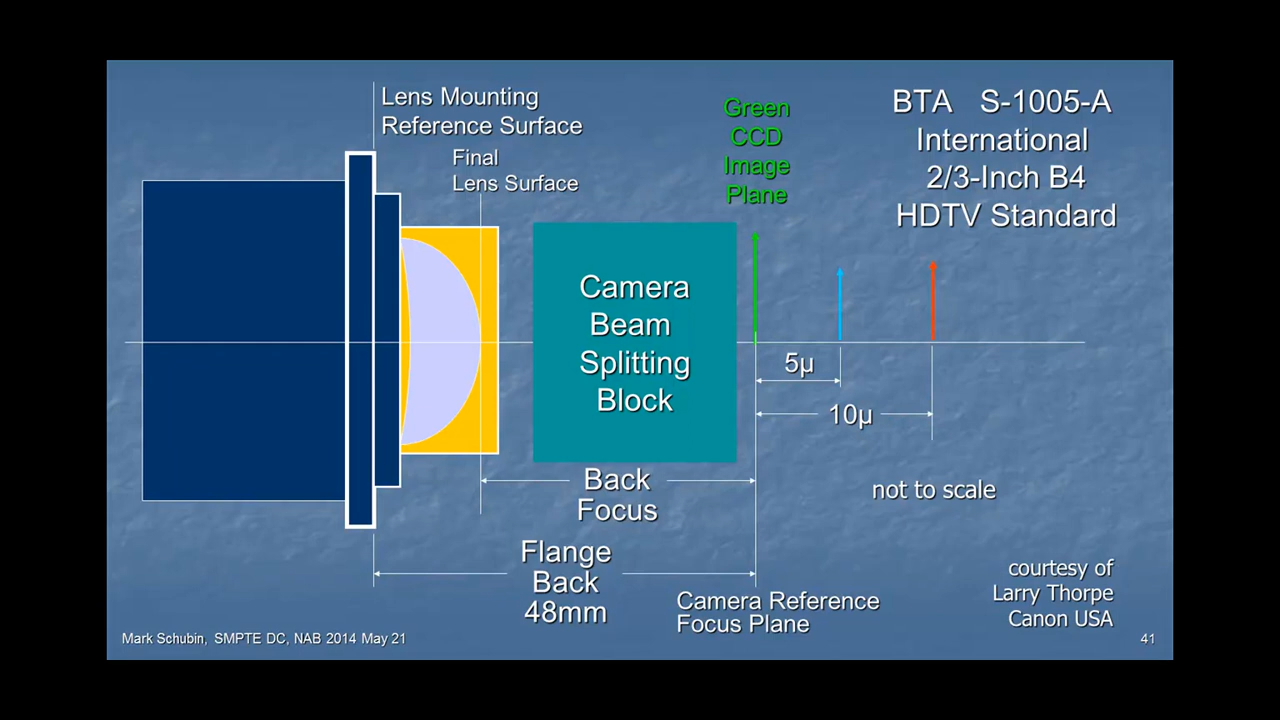 Lens Mounting
Reference Surface
Final
Lens Surface
Green
CCD
Image
Plane
BTA S-1005-A
International
2/3-Inch B4
HDTV Standard
Camera
Beam
Splitting
Block
5µ
10µ
Back
Focus
not to scale
Flange
Back
48mm
Camera Reference
Focus Plane
courtesy of
Larry Thorpe
Canon USA
Mark Schubin, SMPTE DC, NAB 2014 May 21
41